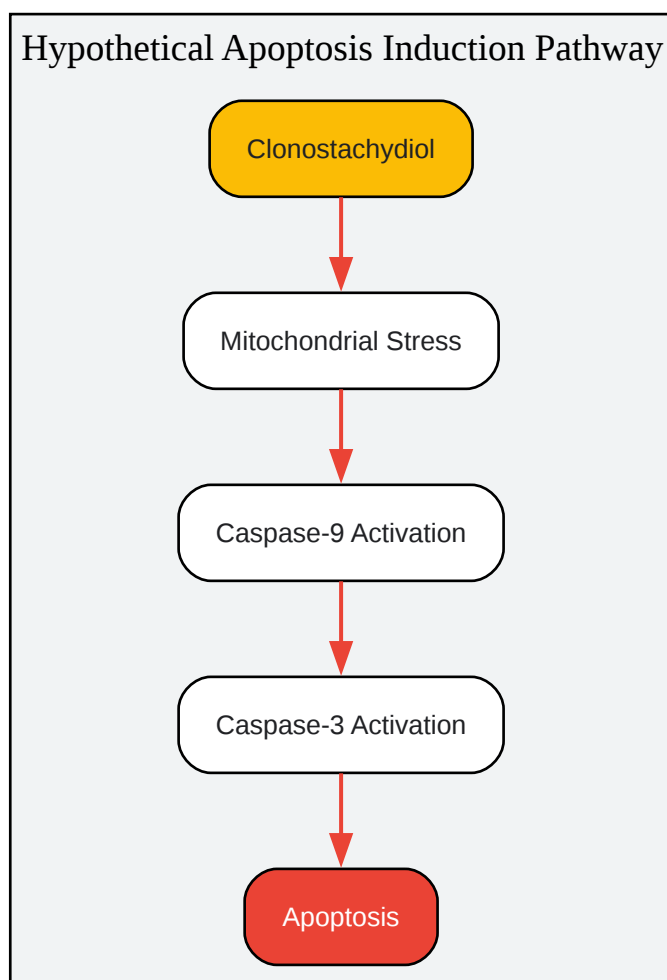 Hypothetical Apoptosis Induction Pathway
Clonostachydiol
Mitochondrial Stress
Caspase-9 Activation
Caspase-3 Activation
Apoptosis